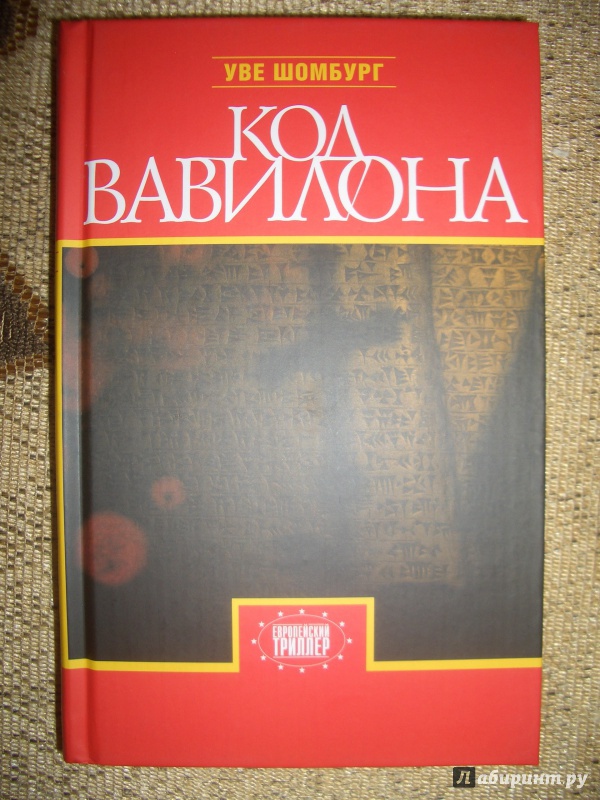 УВЕ ШОМБУРГ
КОД
ВАВИЛОНА
ЕВРОПЕЙСКИЙ
ТРИЛЛЕР
Лабиринт.ру